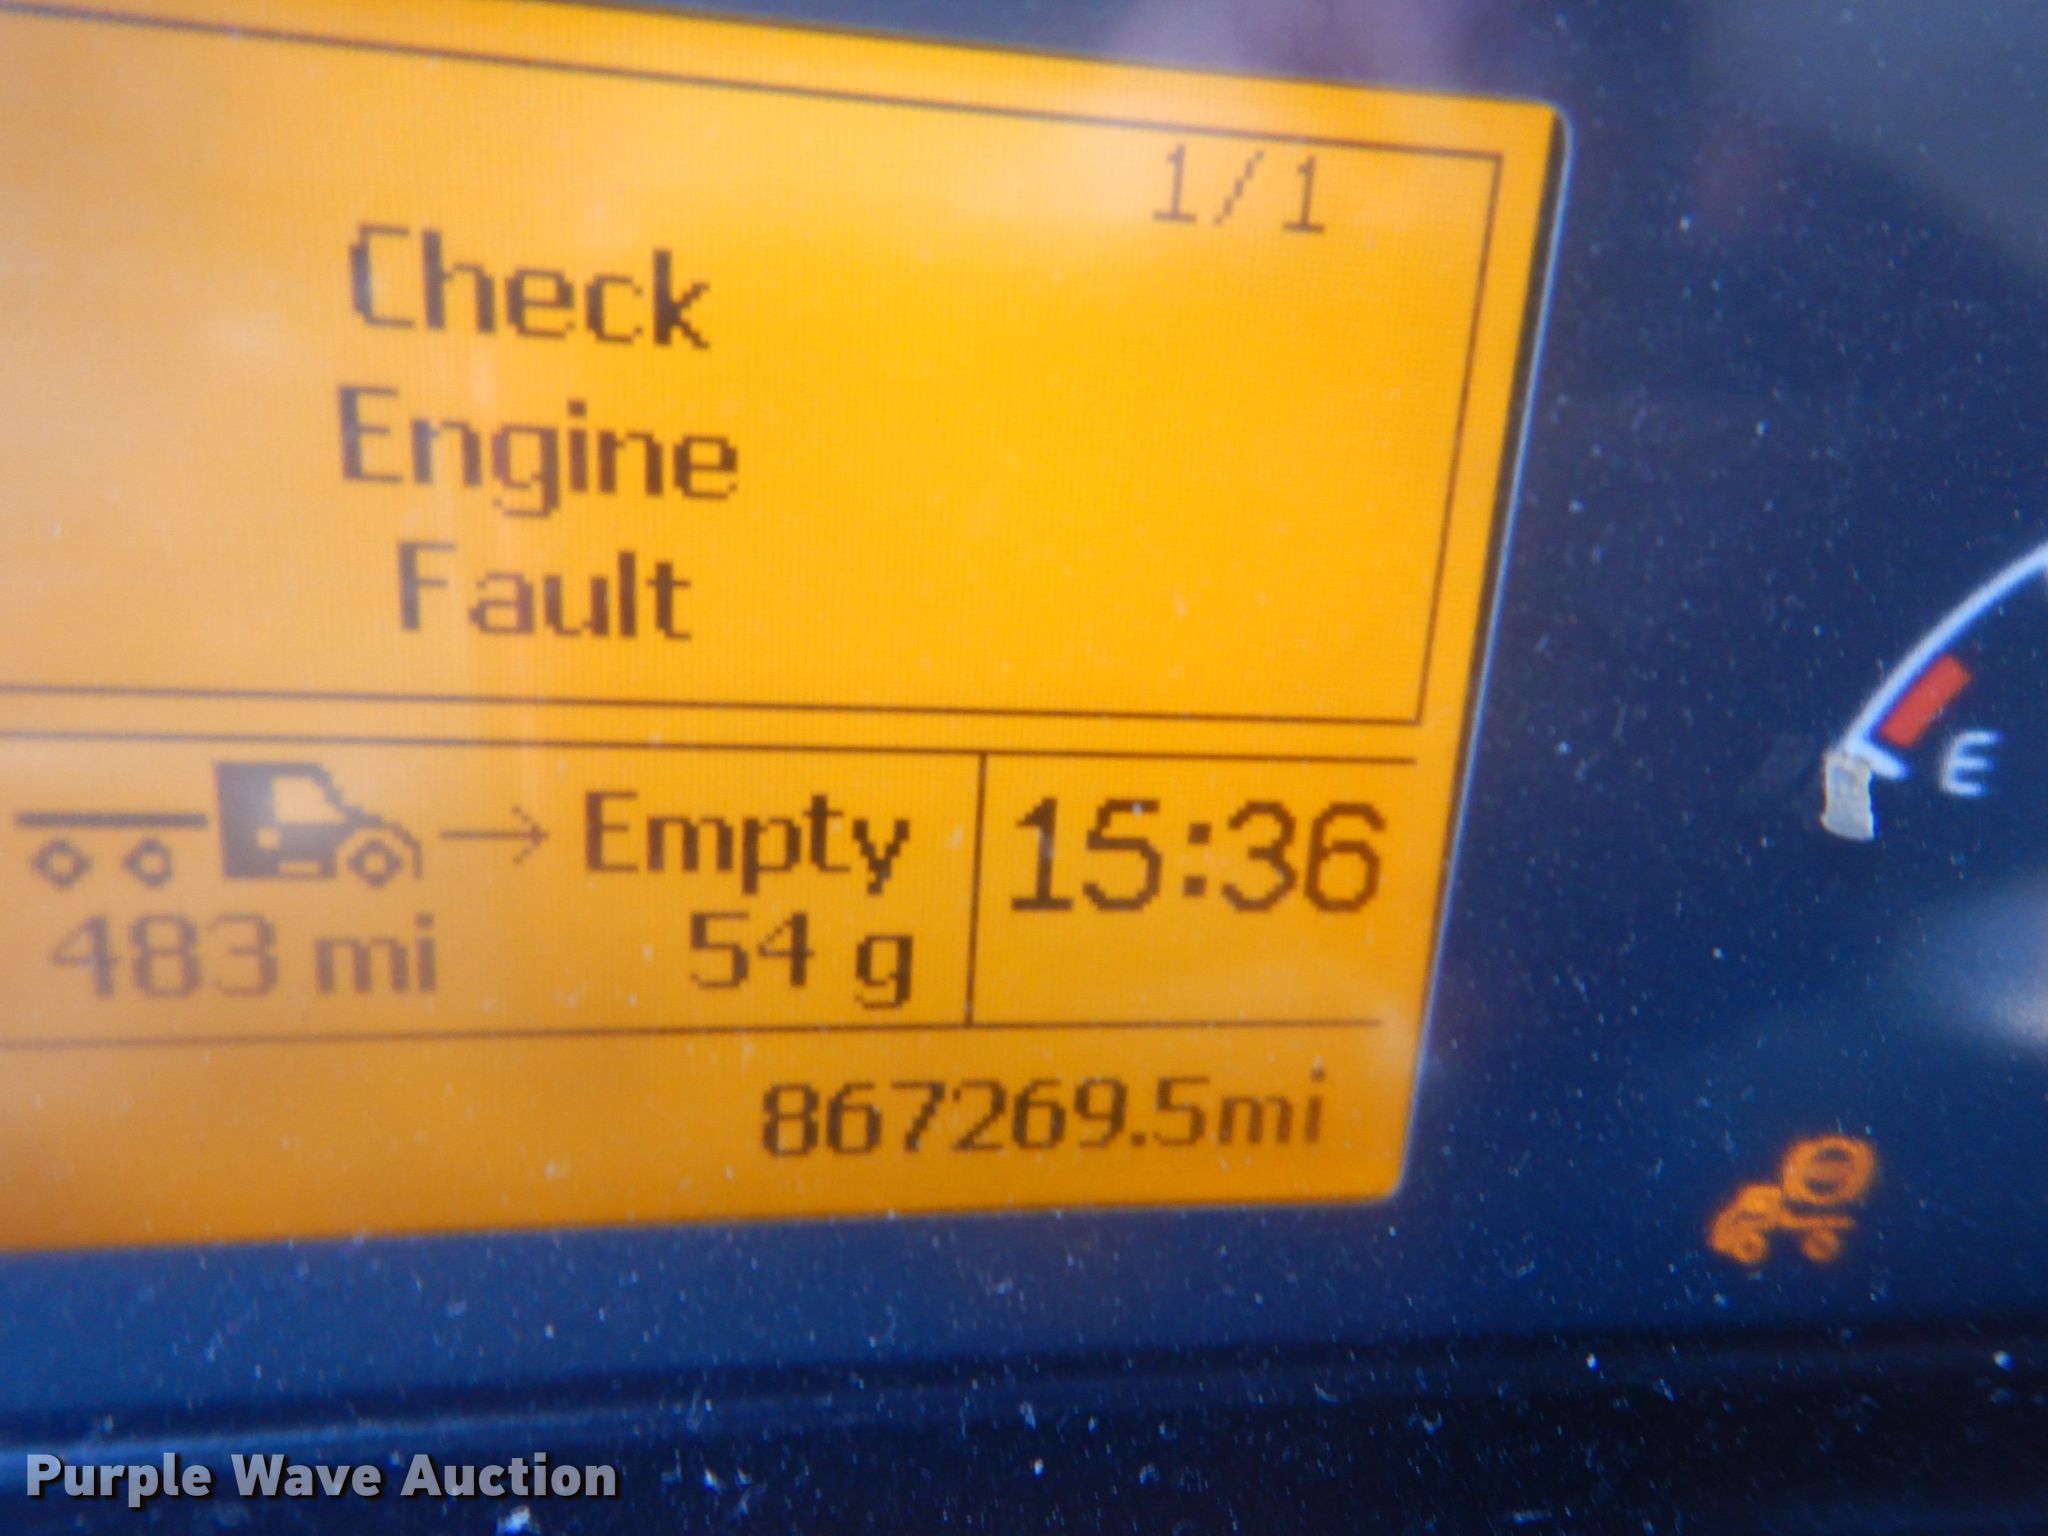 1/1
Check
Engine
Fault
Empty
15:36
483 mi
54 g
E
867269.5mi
Purple Wave Auction